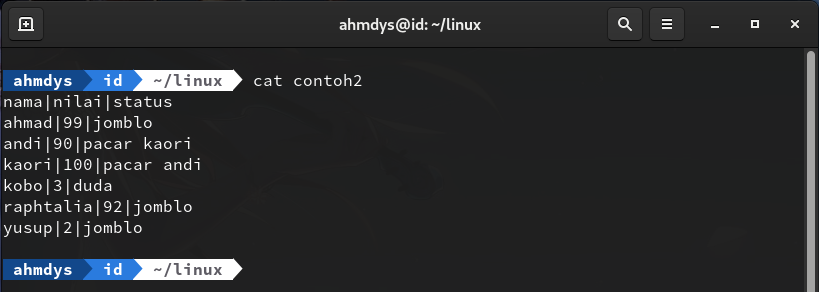 ahmdys@id: ~/linux
ahmdys id ~/linux cat contoh2
nama|nilai|status
ahmad|99|jomblo
andi|90|pacar kaori
kaori|100|pacar andi
kobo|3|duda
raphtalia|92|jomblo
yusup|2|jomblo
ahmdys id ~/linux